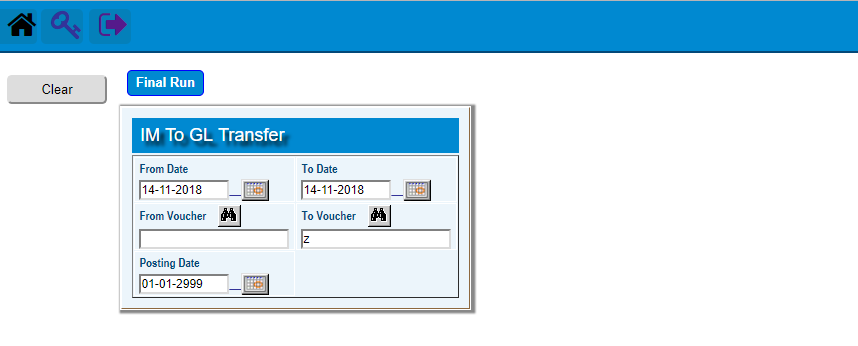 Clear
Final Run
IM To GL Transfer
From Date To Date
14-11-2018 14-11-2018
From Voucher To Voucher
z
Posting Date
01-01-2999